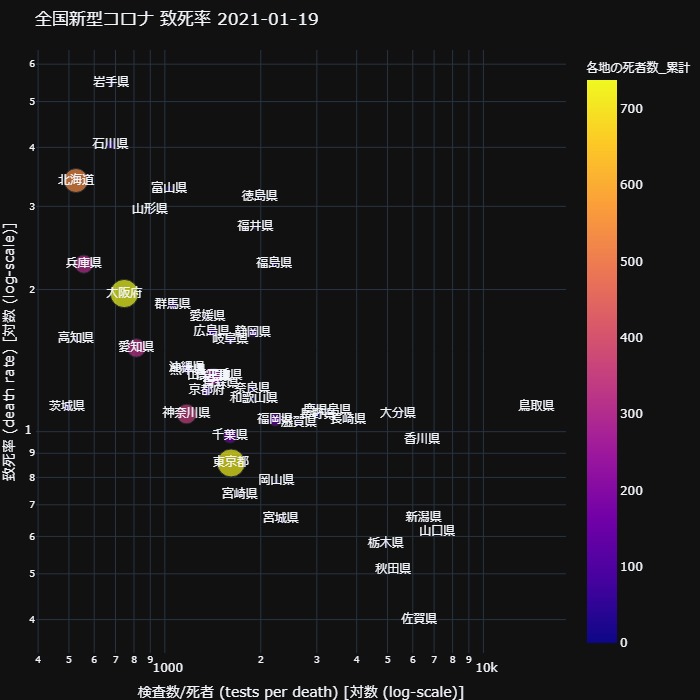 全国新型コロナ 致死率 2021-01-19
各地の死者数_累計
700
600
500
400
300
200
100
0
致死率 (death rate) [対数 (log-scale)]
6
5
4
3
2
1
9
8
7
6
5
4
岩手県
石川県
北海道
富山県
徳島県
山形県
福井県
兵庫県
福島県
大阪府
群馬県
愛媛県
広島県
静岡県
岐阜県
高知県
愛知県
沖縄県
京都府
奈良県
和歌山県
茨城県
神奈川県
鹿児島県
福岡県
滋賀県
長崎県
大分県
鳥取県
千葉県
香川県
東京都
岡山県
宮崎県
宮城県
新潟県
山口県
栃木県
秋田県
佐賀県
4
5
6
7
8
9
1000
2
3
4
5
6
7
8
9
10k
検査数/死者 (tests per death) [対数 (log-scale)]